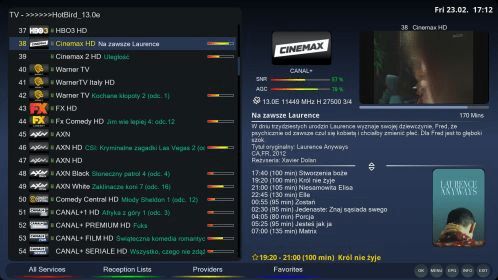 TV - >>>>>>HotBird_13.0e
Fri 23.02. 17:12
37 HBO3 HD
38 Cinemax HD Na zawsze Laurence
39 Cinemax 2 HD Uległość
40 Warner TV
41 WarnerTV Italy HD
42 Warner TV Kochane kłopoty 2 (odc. 1)
43 FX HD
44 Fx Comedy HD Jim wie lepiej 4: odc.12
45 AXN
46 AXN HD CSI: Kryminalne zagadki Las Vegas 2 (o
47 AXN
48 AXN Black Słoneczny patrol 4 (odc. 4)
49 AXN White Zaklinacze koni 7 (odc. 16)
50 Comedy Central HD Młody Sheldon 1 (odc. 12)
51 CANAL+1 HD Afryka z góry 1 (odc. 3)
52 CANAL+ PREMIUM HD Fuks
53 CANAL+ FILM HD Świąteczna komedia romantyc
54 CANAL+ SERIALE HD Wszystko, czego nie zdąż
38 Cinemax HD
CINEMAX
CANAL+
SNR 87 %
AGC 79 %
13.0E 11449 MHz H 27500 3/4
Na zawsze Laurence
170 Mins
W dniu trzydziestych urodzin Laurence wyznaje swojej dziewczynie, Fred, że
psychicznie od zawsze czuł się kobietą i chciałby zmienić płeć. Dla Fred jest to głęboki
szok.
Tytuł oryginalny: Laurence Anyways
CA,FR, 2012
Reżyseria: Xavier Dolan
17:40 (100 min) Stworzenie boże
19:20 (100 min) Król nie żyje
21:00 (105 min) Niesamowita Elisa
22:45 (130 min) Elle
00:55 (95 min) Zostań
02:30 (95 min) Jedenaste: Znaj sąsiada swego
04:05 (80 min) Porcja
05:25 (95 min) Jesteś jak ja
07:00 (135 min) Matrix
LAURENCE
ANYWAYS
19:20 - 21:00 (100 min) Król nie żyje
All Services
Reception Lists
Providers
Favorites
OK
MENU
EPG
INFO
EXIT